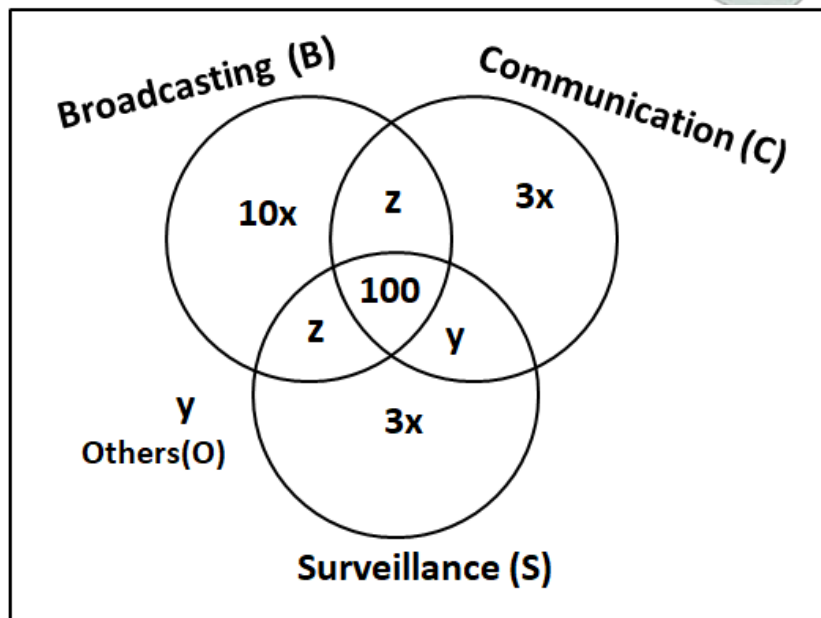 Broadcasting (B)
Communication (C)
10x
z
3x
100
z
y
y
Others(O)
3x
Surveillance (S)